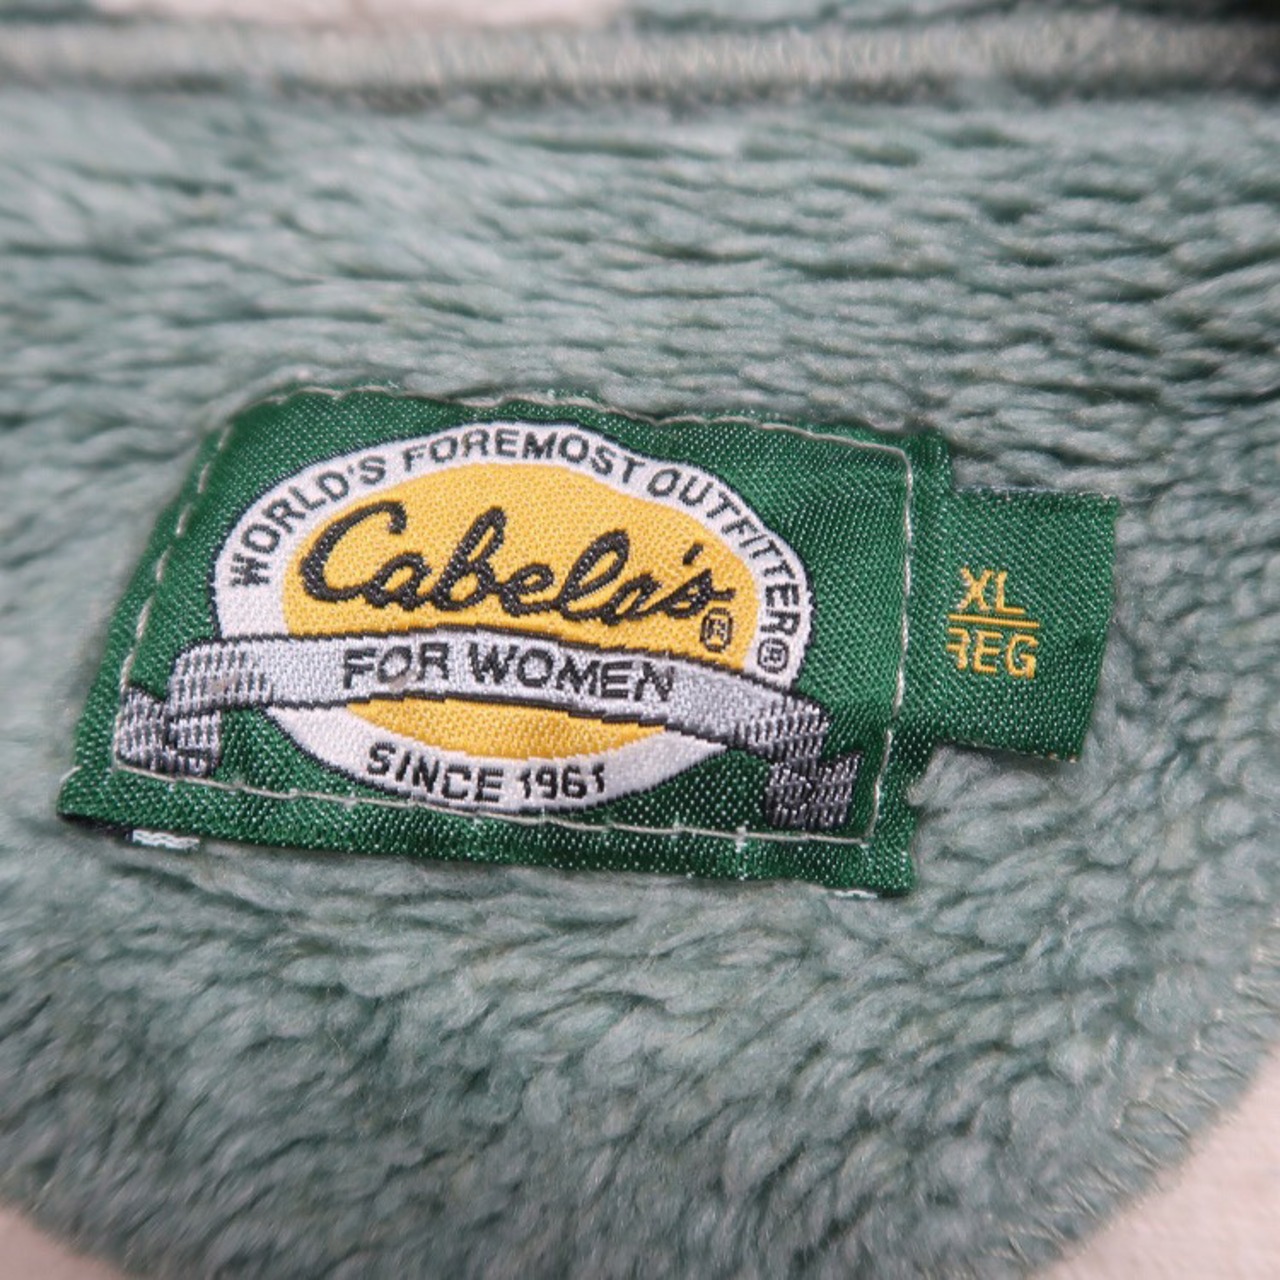 WORLD'S FOREMOST OUTFITTER®
Cabela's®
FOR WOMEN
SINCE 1961
XL
REG